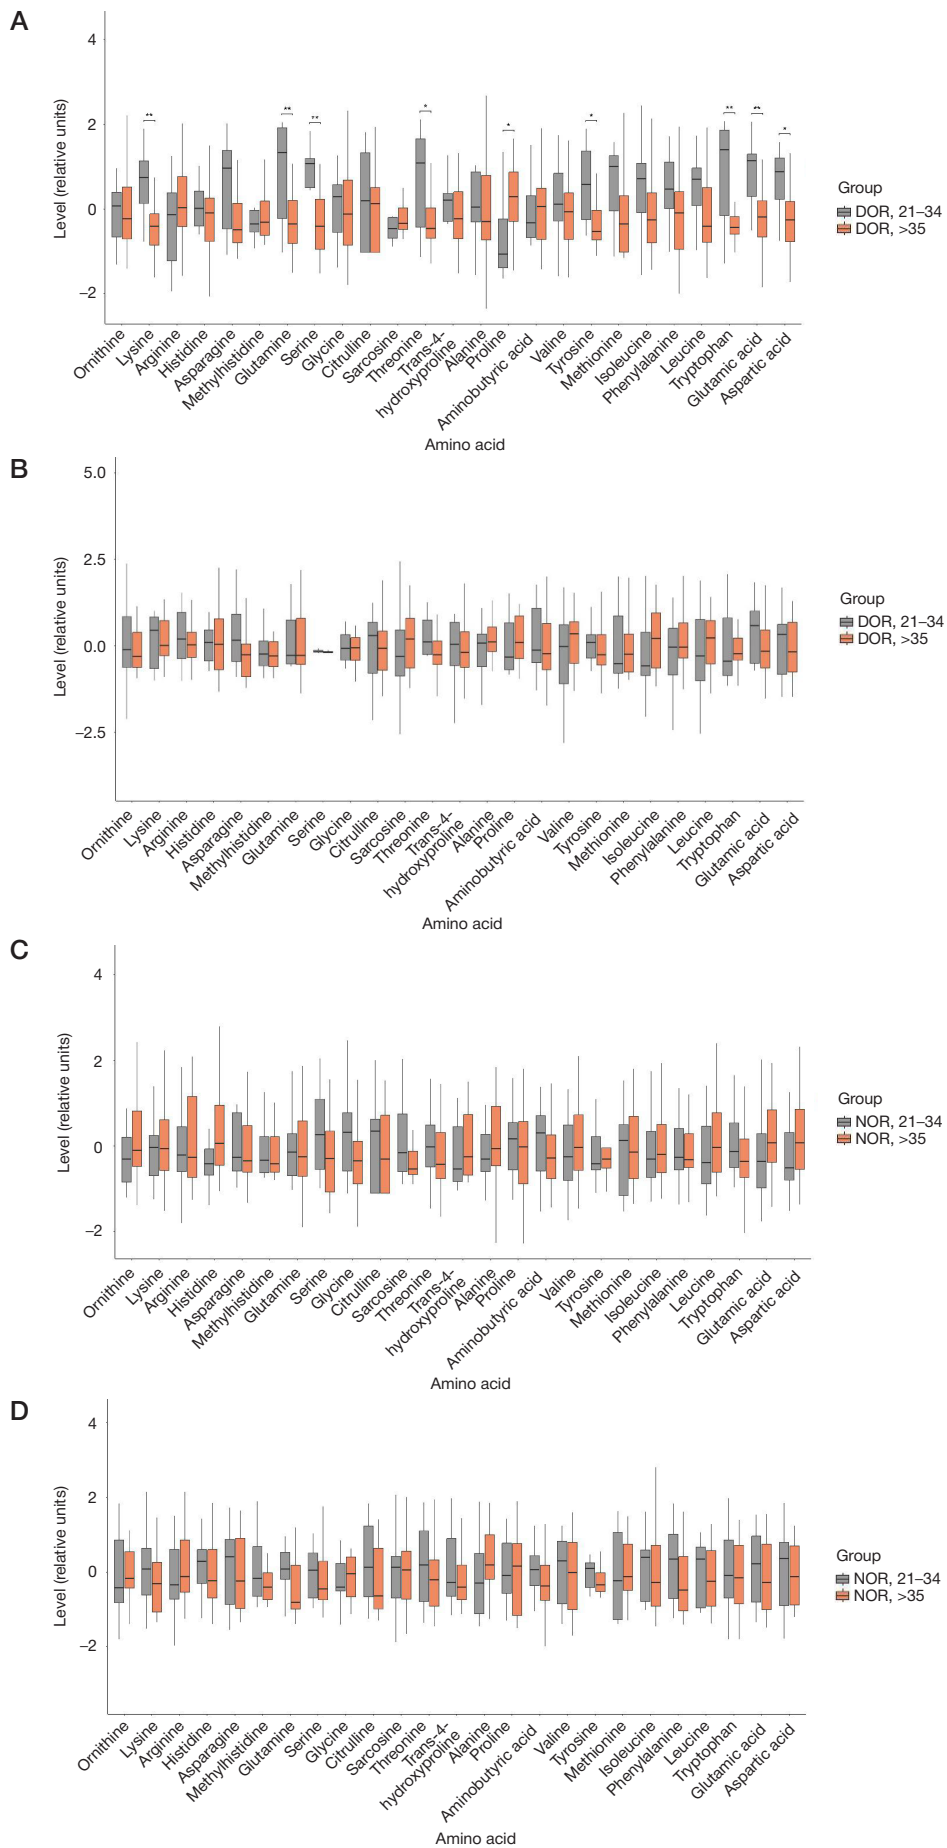 A
4
2
0
−2
Level (relative units)
** ** ** * * * ** ** *
Group
DOR, 21–34
DOR, >35
Ornithine
Lysine
Arginine
Histidine
Asparagine
Methylhistidine
Glutamine
Serine
Glycine
Citrulline
Sarcosine
Threonine
Trans-4-
hydroxyproline
Alanine
Proline
Aminobutyric acid
Valine
Tyrosine
Methionine
Isoleucine
Phenylalanine
Leucine
Tryptophan
Glutamic acid
Aspartic acid
Amino acid
B
5.0
2.5
0.0
−2.5
Level (relative units)
Group
DOR, 21–34
DOR, >35
Ornithine
Lysine
Arginine
Histidine
Asparagine
Methylhistidine
Glutamine
Serine
Glycine
Citrulline
Sarcosine
Threonine
Trans-4-
hydroxyproline
Alanine
Proline
Aminobutyric acid
Valine
Tyrosine
Methionine
Isoleucine
Phenylalanine
Leucine
Tryptophan
Glutamic acid
Aspartic acid
Amino acid
C
4
2
0
−2
Level (relative units)
Group
NOR, 21–34
NOR, >35
Ornithine
Lysine
Arginine
Histidine
Asparagine
Methylhistidine
Glutamine
Serine
Glycine
Citrulline
Sarcosine
Threonine
Trans-4-
hydroxyproline
Alanine
Proline
Aminobutyric acid
Valine
Tyrosine
Methionine
Isoleucine
Phenylalanine
Leucine
Tryptophan
Glutamic acid
Aspartic acid
Amino acid
D
4
2
0
−2
Level (relative units)
Group
NOR, 21–34
NOR, >35
Ornithine
Lysine
Arginine
Histidine
Asparagine
Methylhistidine
Glutamine
Serine
Glycine
Citrulline
Sarcosine
Threonine
Trans-4-
hydroxyproline
Alanine
Proline
Aminobutyric acid
Valine
Tyrosine
Methionine
Isoleucine
Phenylalanine
Leucine
Tryptophan
Glutamic acid
Aspartic acid
Amino acid